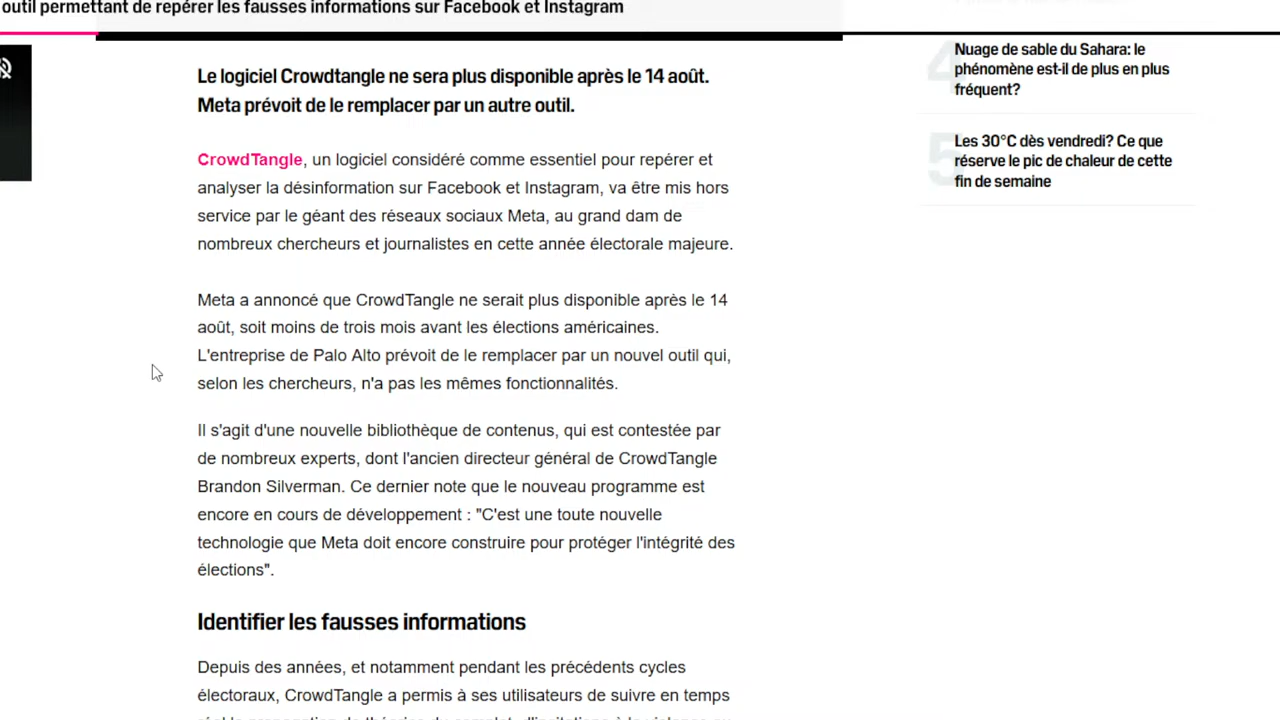 outil permettant de repérer les fausses informations sur Facebook et Instagram
Le logiciel Crowdtangle ne sera plus disponible après le 14 août.
Meta prévoit de le remplacer par un autre outil.
CrowdTangle, un logiciel considéré comme essentiel pour repérer et
analyser la désinformation sur Facebook et Instagram, va être mis hors
service par le géant des réseaux sociaux Meta, au grand dam de
nombreux chercheurs et journalistes en cette année électorale majeure.
Meta a annoncé que CrowdTangle ne serait plus disponible après le 14
août, soit moins de trois mois avant les élections américaines.
L'entreprise de Palo Alto prévoit de le remplacer par un nouvel outil qui,
selon les chercheurs, n'a pas les mêmes fonctionnalités.
Il s'agit d'une nouvelle bibliothèque de contenus, qui est contestée par
de nombreux experts, dont l'ancien directeur général de CrowdTangle
Brandon Silverman. Ce dernier note que le nouveau programme est
encore en cours de développement : "C'est une toute nouvelle
technologie que Meta doit encore construire pour protéger l'intégrité des
élections".
Identifier les fausses informations
Depuis des années, et notamment pendant les précédents cycles
électoraux, CrowdTangle a permis à ses utilisateurs de suivre en temps
4
Nuage de sable du Sahara: le
phénomène est-il de plus en plus
fréquent?
5
Les 30°C dès vendredi? Ce que
réserve le pic de chaleur de cette
fin de semaine